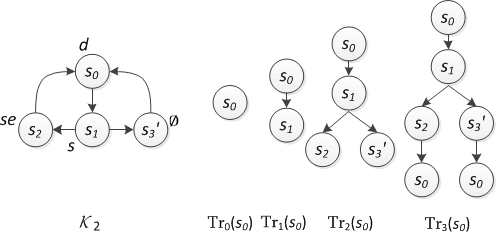 d
s₀
se
s₂
s₁
s₃'
∅
s
𝒦₂
s₀
Tr₀(s₀)
s₀
s₁
Tr₁(s₀)
s₀
s₁
s₂ s₃'
Tr₂(s₀)
s₀
s₁
s₂ s₃'
s₀ s₀
Tr₃(s₀)